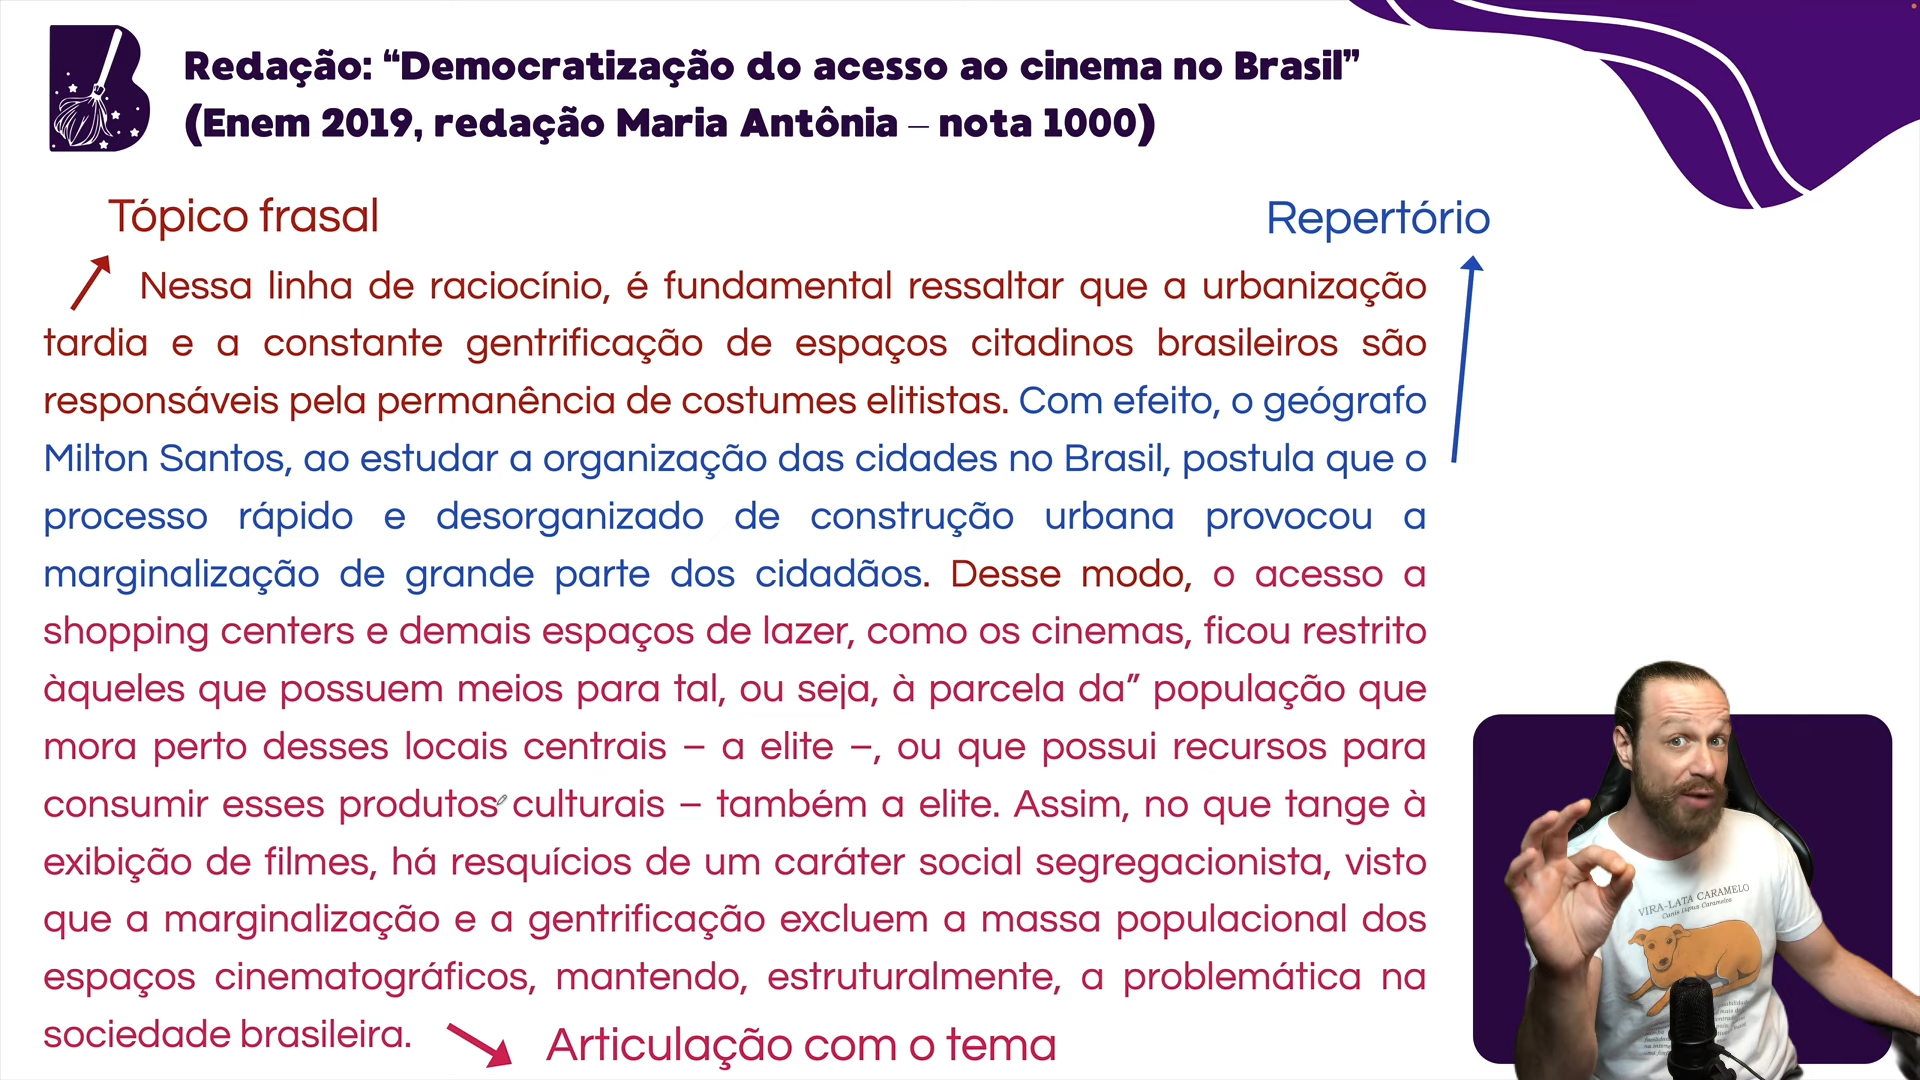 Redação: “Democratização do acesso ao cinema no Brasil”
(Enem 2019, redação Maria Antônia – nota 1000)
Tópico frasal
Repertório
Nessa linha de raciocínio, é fundamental ressaltar que a urbanização
tardia e a constante gentrificação de espaços citadinos brasileiros são
responsáveis pela permanência de costumes elitistas. Com efeito, o geógrafo
Milton Santos, ao estudar a organização das cidades no Brasil, postula que o
processo rápido e desorganizado de construção urbana provocou a
marginalização de grande parte dos cidadãos. Desse modo, o acesso a
shopping centers e demais espaços de lazer, como os cinemas, ficou restrito
àqueles que possuem meios para tal, ou seja, à parcela da” população que
mora perto desses locais centrais – a elite –, ou que possui recursos para
consumir esses produtos culturais – também a elite. Assim, no que tange à
exibição de filmes, há resquícios de um caráter social segregacionista, visto
que a marginalização e a gentrificação excluem a massa populacional dos
espaços cinematográficos, mantendo, estruturalmente, a problemática na
sociedade brasileira.
Articulação com o tema
VIRA-LATA CARAMELO
Canis Lupus Caramelos